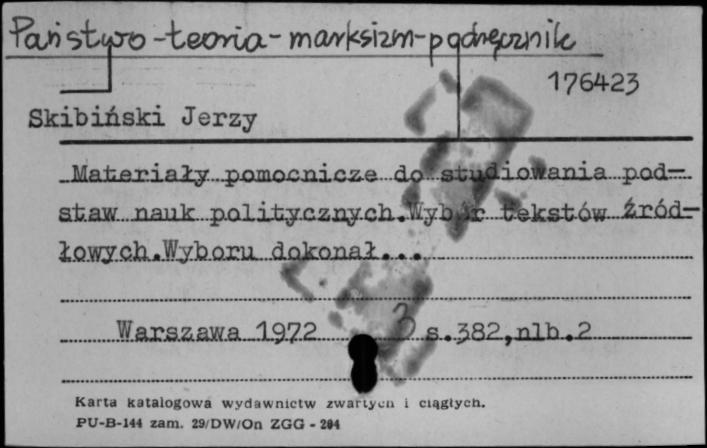 Państwo-teoria-marksizm-podręcznik
176423
Skibiński Jerzy
Materiały pomocnicze do studiowania pod-
staw nauk politycznych.Wybór tekstów źród-
łowych.Wyboru dokonał...
Warszawa 1972 s.382,nlb.2
Karta katalogowa wydawnictw zwartych i ciągłych.
PU-B-144 zam. 29/DW/On ZGG - 284